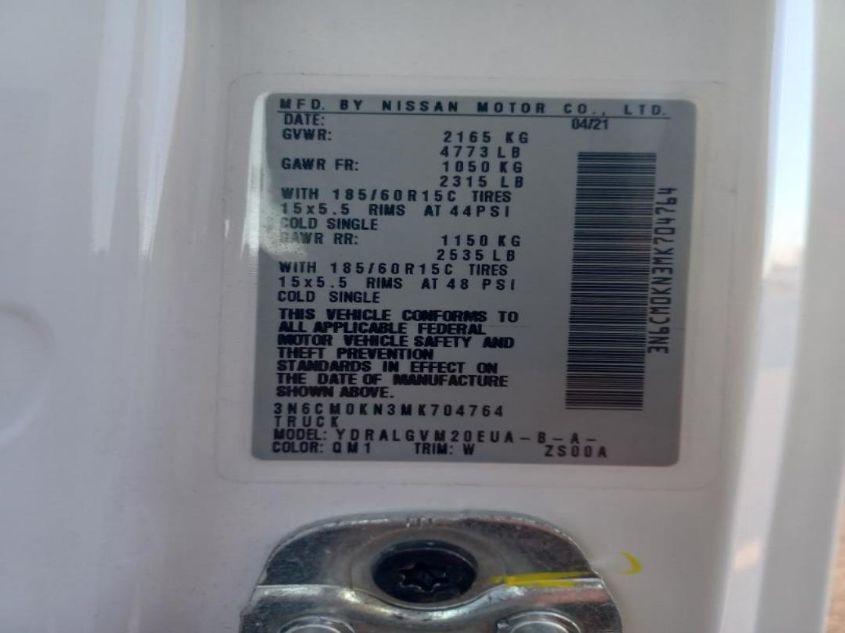 MFD. BY NISSAN MOTOR CO., LTD.
DATE: 04/21
GVWR: 2165 KG
4773 LB
GAWR FR: 1050 KG
2315 LB
WITH 185/60R15C TIRES
15x5.5 RIMS AT 44PSI
COLD SINGLE
GAWR RR: 1150 KG
2535 LB
WITH 185/60R15C TIRES
15x5.5 RIMS AT 48 PSI
COLD SINGLE
THIS VEHICLE CONFORMS TO
ALL APPLICABLE FEDERAL
MOTOR VEHICLE SAFETY AND
THEFT PREVENTION
STANDARDS IN EFFECT ON
THE DATE OF MANUFACTURE
SHOWN ABOVE.
3N6CM0KN3MK704764
TRUCK
MODEL: YDRALGVM20EUA-B-A-
COLOR: QM1 TRIM: W ZS00A
3N6CM0KN3MK704764